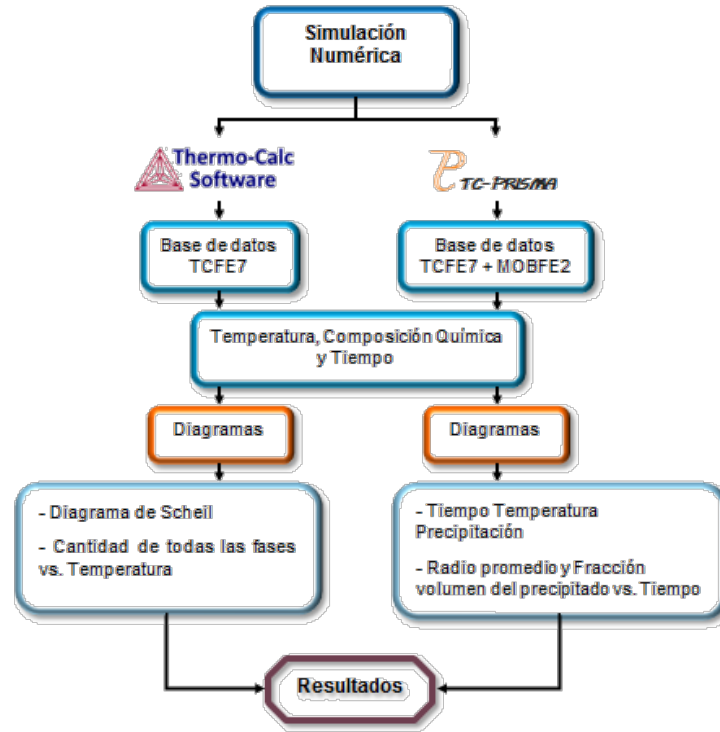 Simulación
Numérica
Thermo-Calc
Software
TC-PRISMA
Base de datos
TCFE7
Base de datos
TCFE7 + MOBFE2
Temperatura, Composición Química
y Tiempo
Diagramas
Diagramas
- Diagrama de Scheil
- Cantidad de todas las fases
vs. Temperatura
- Tiempo Temperatura
Precipitación
- Radio promedio y Fracción
volumen del precipitado vs. Tiempo
Resultados